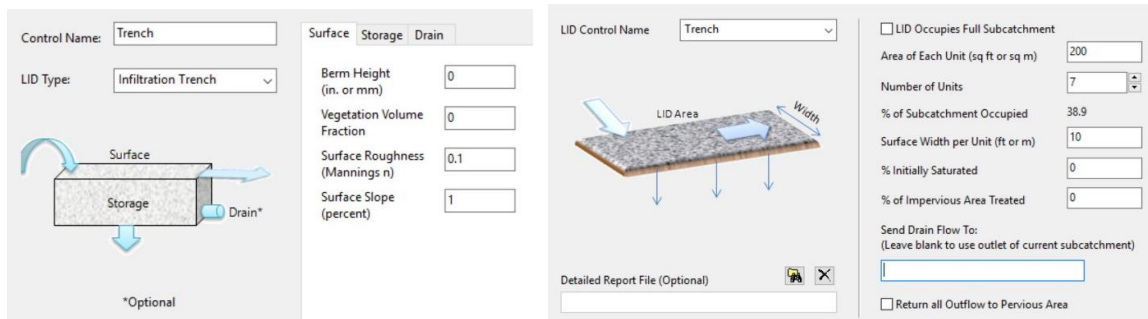 Control Name: Trench
LID Type: Infiltration Trench
Surface
Storage
Drain*
*Optional
Surface Storage Drain
Berm Height
(in. or mm)
0
Vegetation Volume
Fraction
0
Surface Roughness
(Mannings n)
0.1
Surface Slope
(percent)
1
LID Control Name Trench
LID Area
Width
Detailed Report File (Optional)
LID Occupies Full Subcatchment
Area of Each Unit (sq ft or sq m) 200
Number of Units 7
% of Subcatchment Occupied 38.9
Surface Width per Unit (ft or m) 10
% Initially Saturated 0
% of Impervious Area Treated 0
Send Drain Flow To:
(Leave blank to use outlet of current subcatchment)
Return all Outflow to Pervious Area